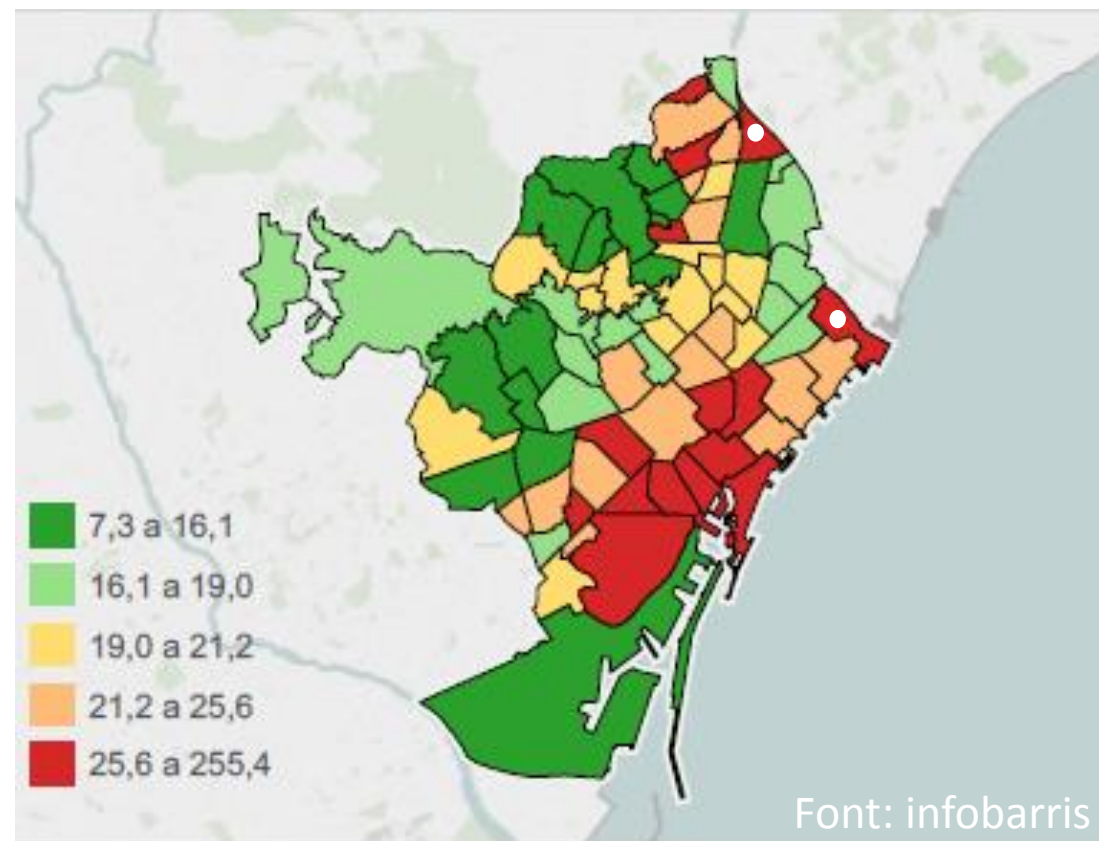 7,3 a 16,1
16,1 a 19,0
19,0 a 21,2
21,2 a 25,6
25,6 a 255,4
Font: infobarris